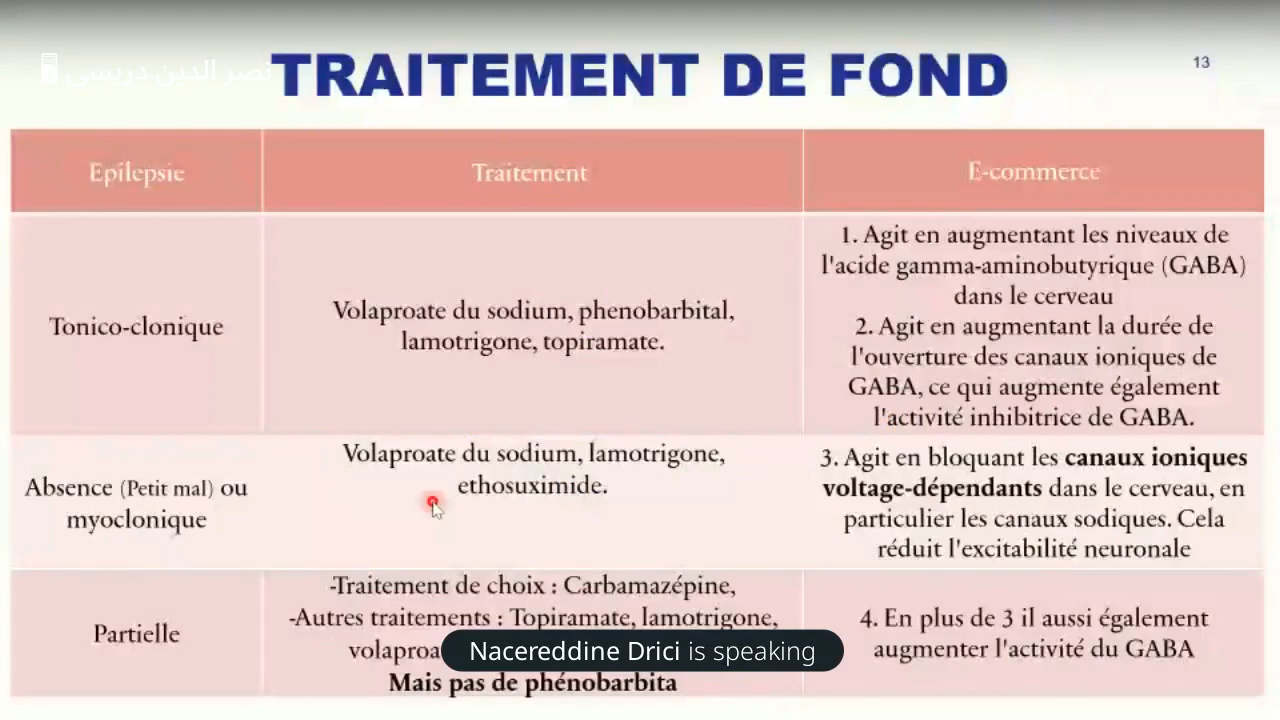 نصر الدين دريسي
TRAITEMENT DE FOND
13
Epilepsie
Traitement
E-commerce
Tonico-clonique
Volaproate du sodium, phenobarbital,
lamotrigone, topiramate.
1. Agit en augmentant les niveaux de
l'acide gamma-aminobutyrique (GABA)
dans le cerveau
2. Agit en augmentant la durée de
l'ouverture des canaux ioniques de
GABA, ce qui augmente également
l'activité inhibitrice de GABA.
Absence (Petit mal) ou
myoclonique
Volaproate du sodium, lamotrigone,
ethosuximide.
3. Agit en bloquant les canaux ioniques
voltage-dépendants dans le cerveau, en
particulier les canaux sodiques. Cela
réduit l'excitabilité neuronale
Partielle
-Traitement de choix : Carbamazépine,
-Autres traitements : Topiramate, lamotrigone,
Mais pas de phénobarbita
4. En plus de 3 il aussi également
augmenter l'activité du GABA
Nacereddine Drici is speaking